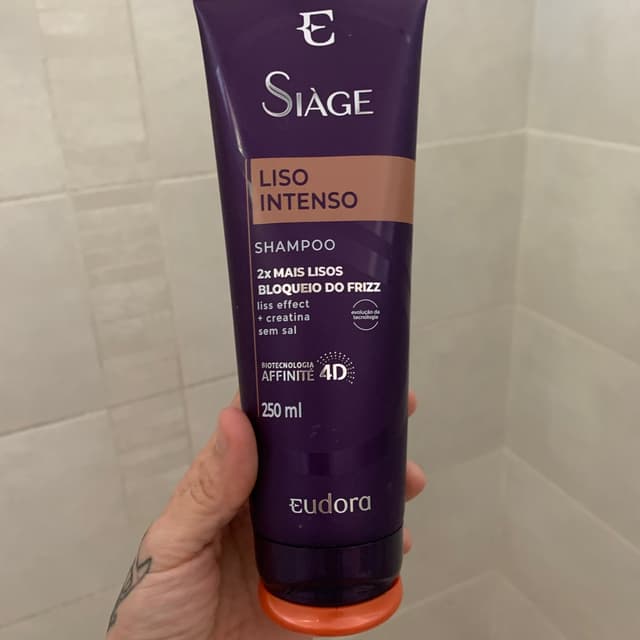 E
SIÀGE
LISO
INTENSO
SHAMPOO
2x MAIS LISOS
BLOQUEIO DO FRIZZ
liss effect
+ creatina
sem sal
evolução da
tecnologia
BIOTECNOLOGIA
AFFINITÉ 4D
250 ml
Eudora